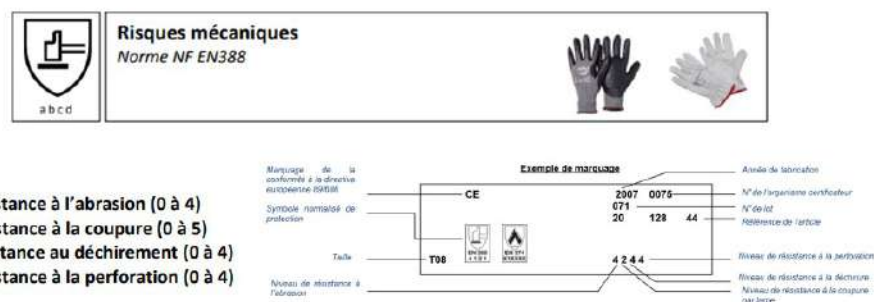 Risques mécaniques
Norme NF EN388
a b c d
stance à l'abrasion (0 à 4)
stance à la coupure (0 à 5)
tance au déchirement (0 à 4)
stance à la perforation (0 à 4)
Exemple de marquage
Marquage de la
conformité à la directive
européenne
Symbole normalisé de
protection
Taille
Niveau de résistance à
l'abrasion
CE
2007 0075
071
20 128 44
T08
4 2 4 4
Année de fabrication
N° de l'organisme certificateur
N° de lot
Référence de l'article
Niveau de résistance à la perforation
Niveau de résistance à la déchirure
Niveau de résistance à la coupure
par lame